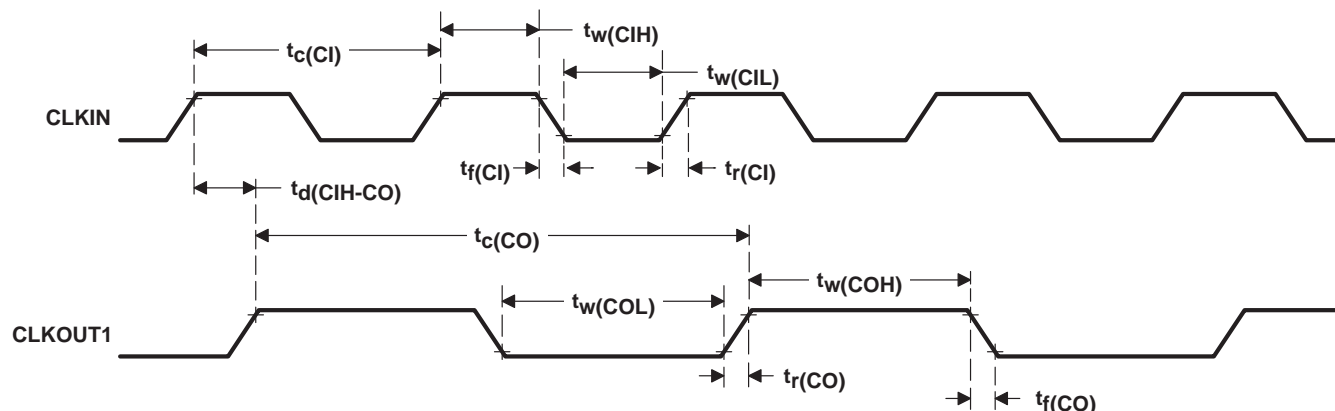 tw(CIH)
tc(CI)
tw(CIL)
CLKIN
tf(CI)
tr(CI)
td(CIH-CO)
tc(CO)
tw(COH)
tw(COL)
CLKOUT1
tr(CO)
tf(CO)